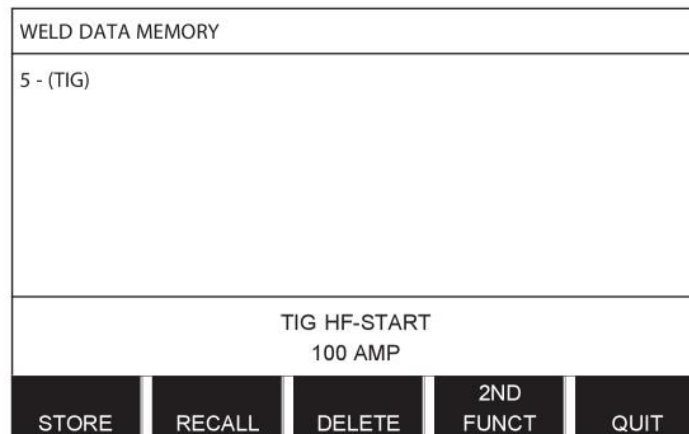 WELD DATA MEMORY
5 - (TIG)
TIG HF-START
100 AMP
2ND
STORE RECALL DELETE FUNCT QUIT